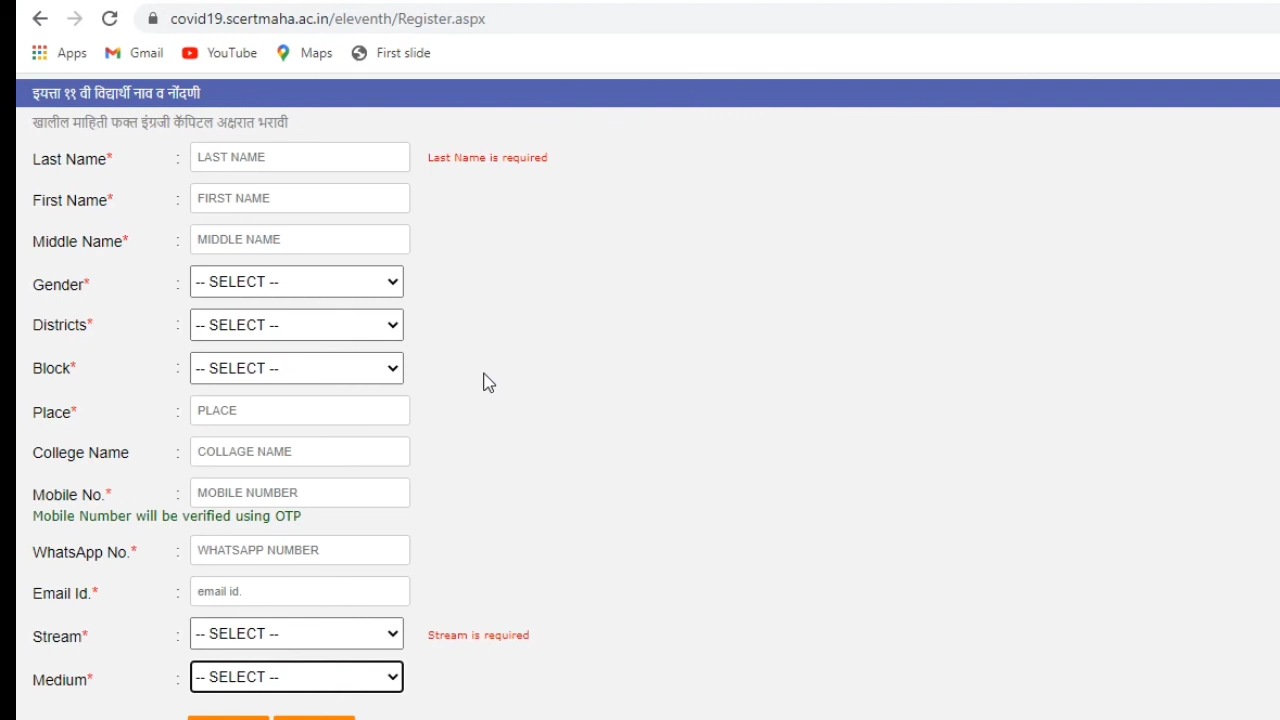 covid19.scertmaha.ac.in/eleventh/Register.aspx
Apps Gmail YouTube Maps First slide
इयत्ता ११ वी विद्यार्थी नाव व नोंदणी
खालील माहिती फक्त इंग्रजी कॅपिटल अक्षरात भरावी
Last Name* : LAST NAME Last Name is required
First Name* : FIRST NAME
Middle Name* : MIDDLE NAME
Gender* : -- SELECT --
Districts* : -- SELECT --
Block* : -- SELECT --
Place* : PLACE
College Name : COLLAGE NAME
Mobile No.* : MOBILE NUMBER
Mobile Number will be verified using OTP
WhatsApp No.* : WHATSAPP NUMBER
Email Id.* : email id.
Stream* : -- SELECT -- Stream is required
Medium* : -- SELECT --